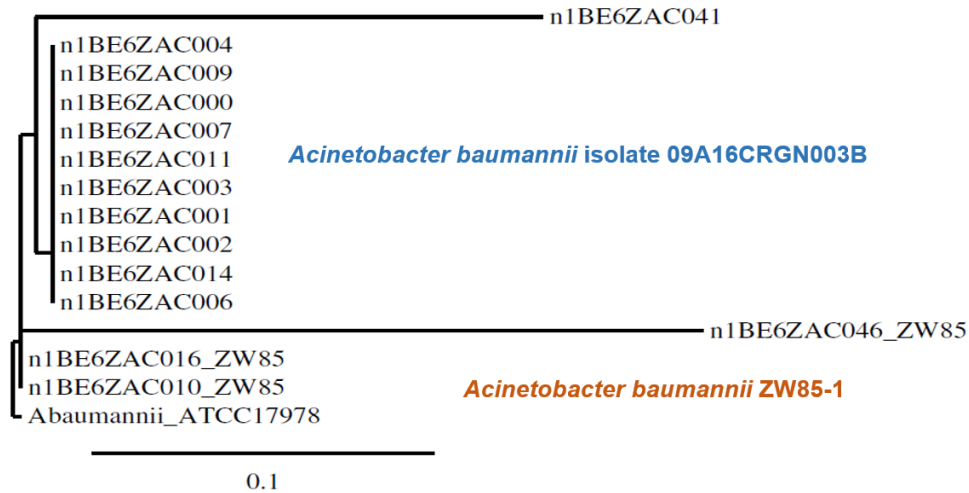 n1BE6ZAC041
n1BE6ZAC004
n1BE6ZAC009
n1BE6ZAC000
n1BE6ZAC007
n1BE6ZAC011
Acinetobacter baumannii isolate 09A16CRGN003B
n1BE6ZAC003
n1BE6ZAC001
n1BE6ZAC002
n1BE6ZAC014
n1BE6ZAC006
n1BE6ZAC046_ZW85
n1BE6ZAC016_ZW85
n1BE6ZAC010_ZW85
Acinetobacter baumannii ZW85-1
Abaumannii_ATCC17978
0.1